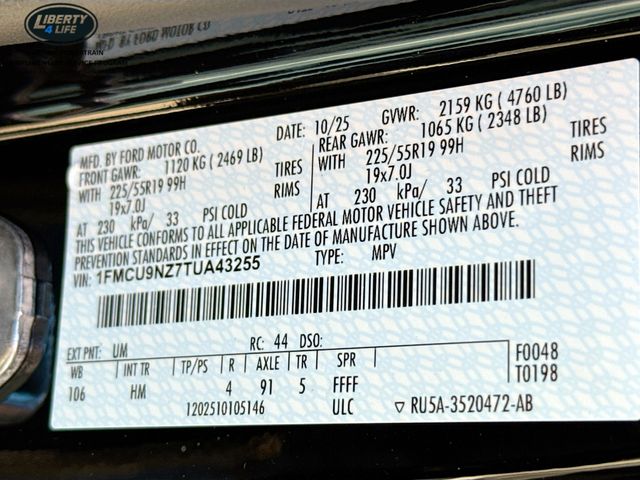 LIBERTY
4 LIFE
MFD. BY FORD MOTOR CO.
DATE: 10/25 GVWR: 2159 KG ( 4760 LB)
FRONT GAWR: 1120 KG ( 2469 LB) REAR GAWR: 1065 KG ( 2348 LB)
WITH 225/55R19 99H TIRES WITH 225/55R19 99H TIRES
19x7.0J RIMS 19x7.0J RIMS
AT 230 kPa/ 33 PSI COLD AT 230 kPa/ 33 PSI COLD
THIS VEHICLE CONFORMS TO ALL APPLICABLE FEDERAL MOTOR VEHICLE SAFETY AND THEFT
PREVENTION STANDARDS IN EFFECT ON THE DATE OF MANUFACTURE SHOWN ABOVE.
VIN: 1FMCU9NZ7TUA43255 TYPE: MPV
EXT PNT: UM RC: 44 DSO:
WB INT TR TP/PS R AXLE TR SPR F0048
106 HM 4 91 5 FFFF T0198
1202510105146 ULC ▽ RU5A-3520472-AB